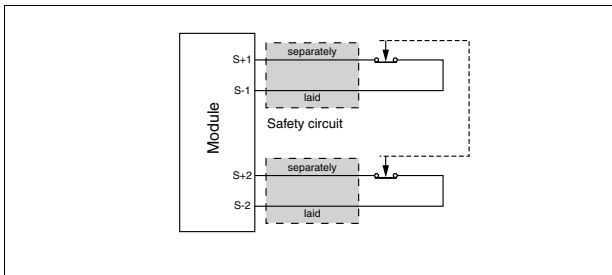 Module
S+1
separately
S-1
laid
Safety circuit
S+2
separately
S-2
laid